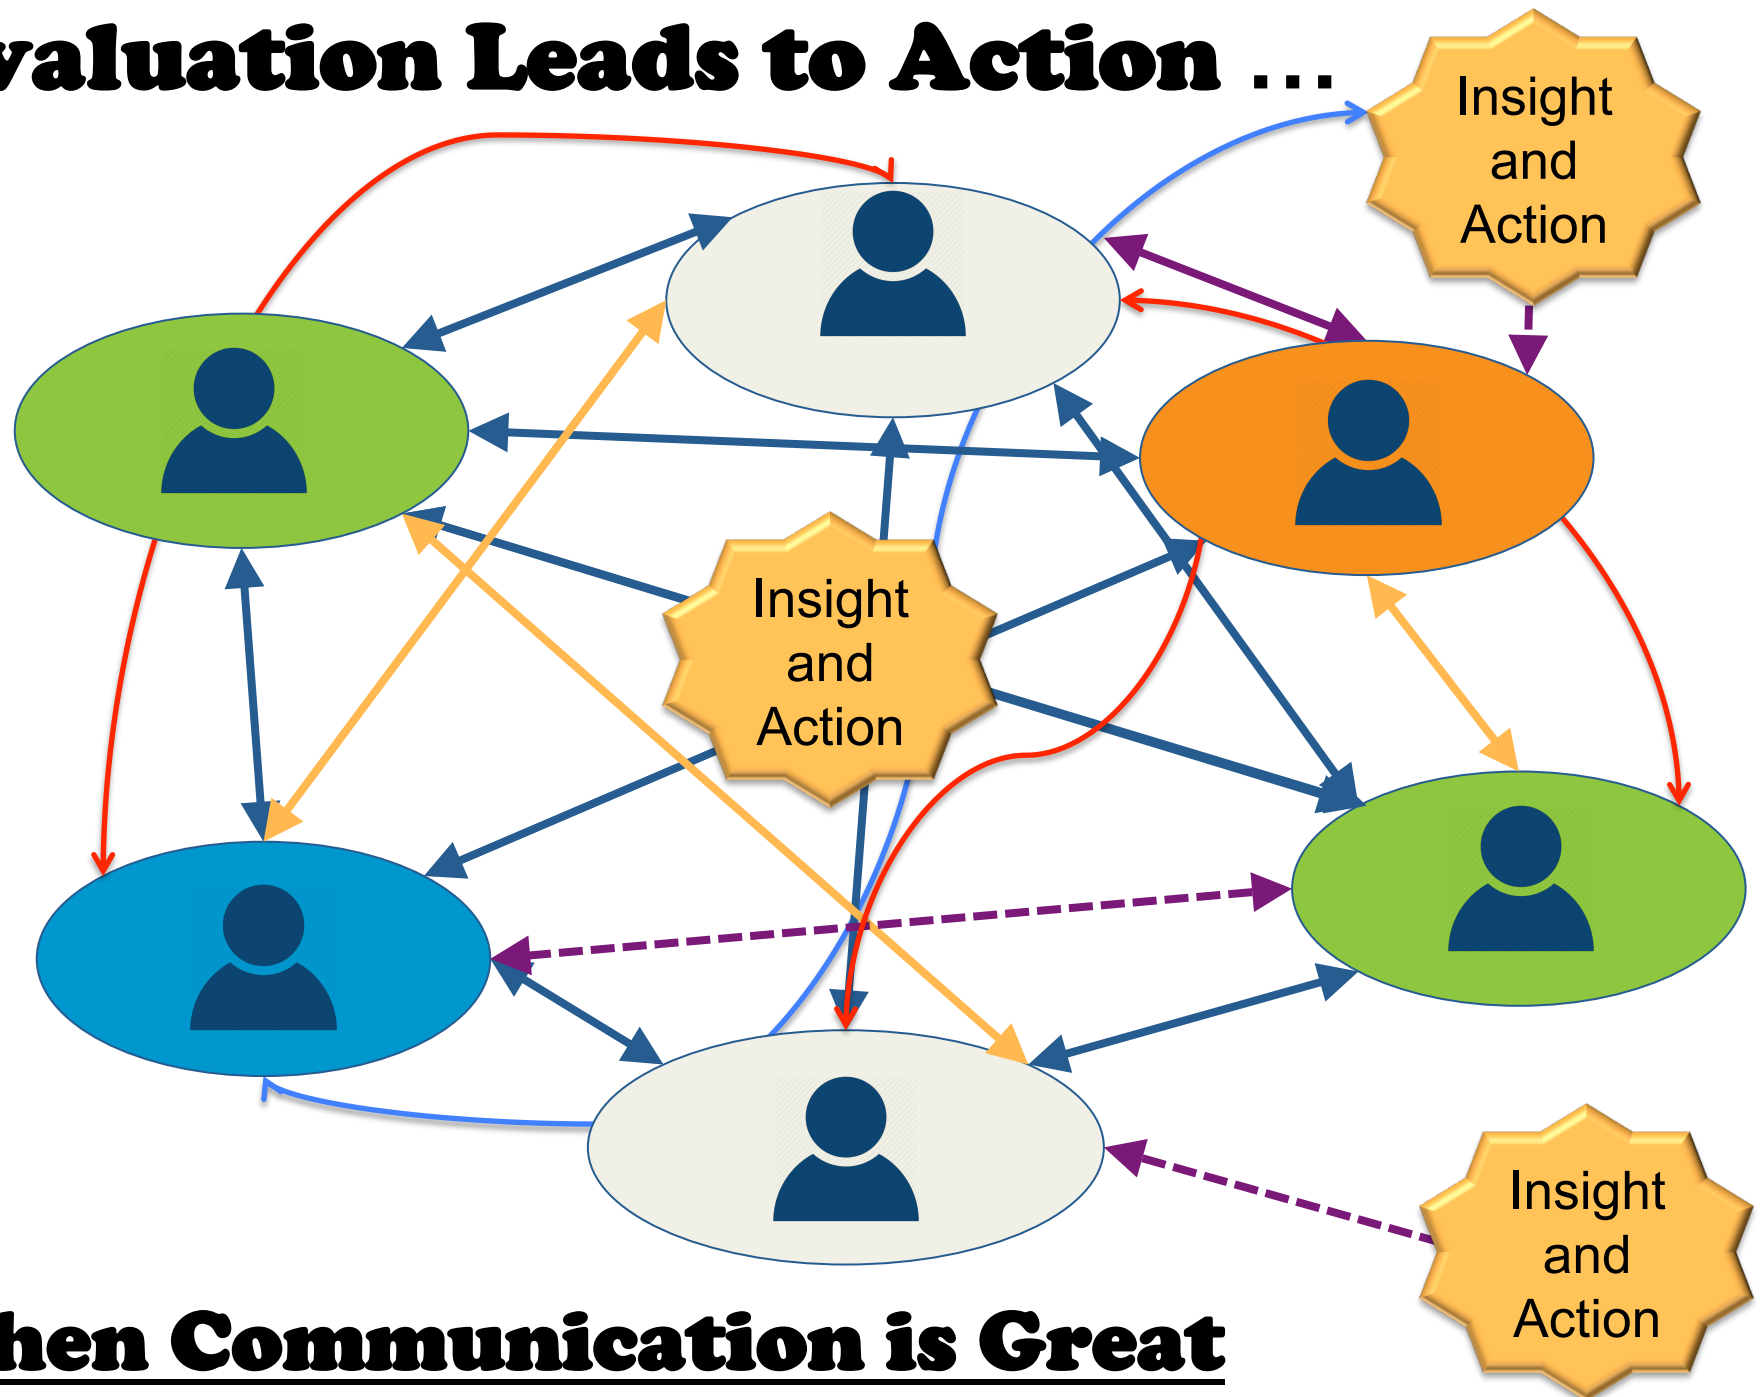 valuation Leads to Action ...
Insight
and
Action
Insight
and
Action
Insight
and
Action
hen Communication is Great